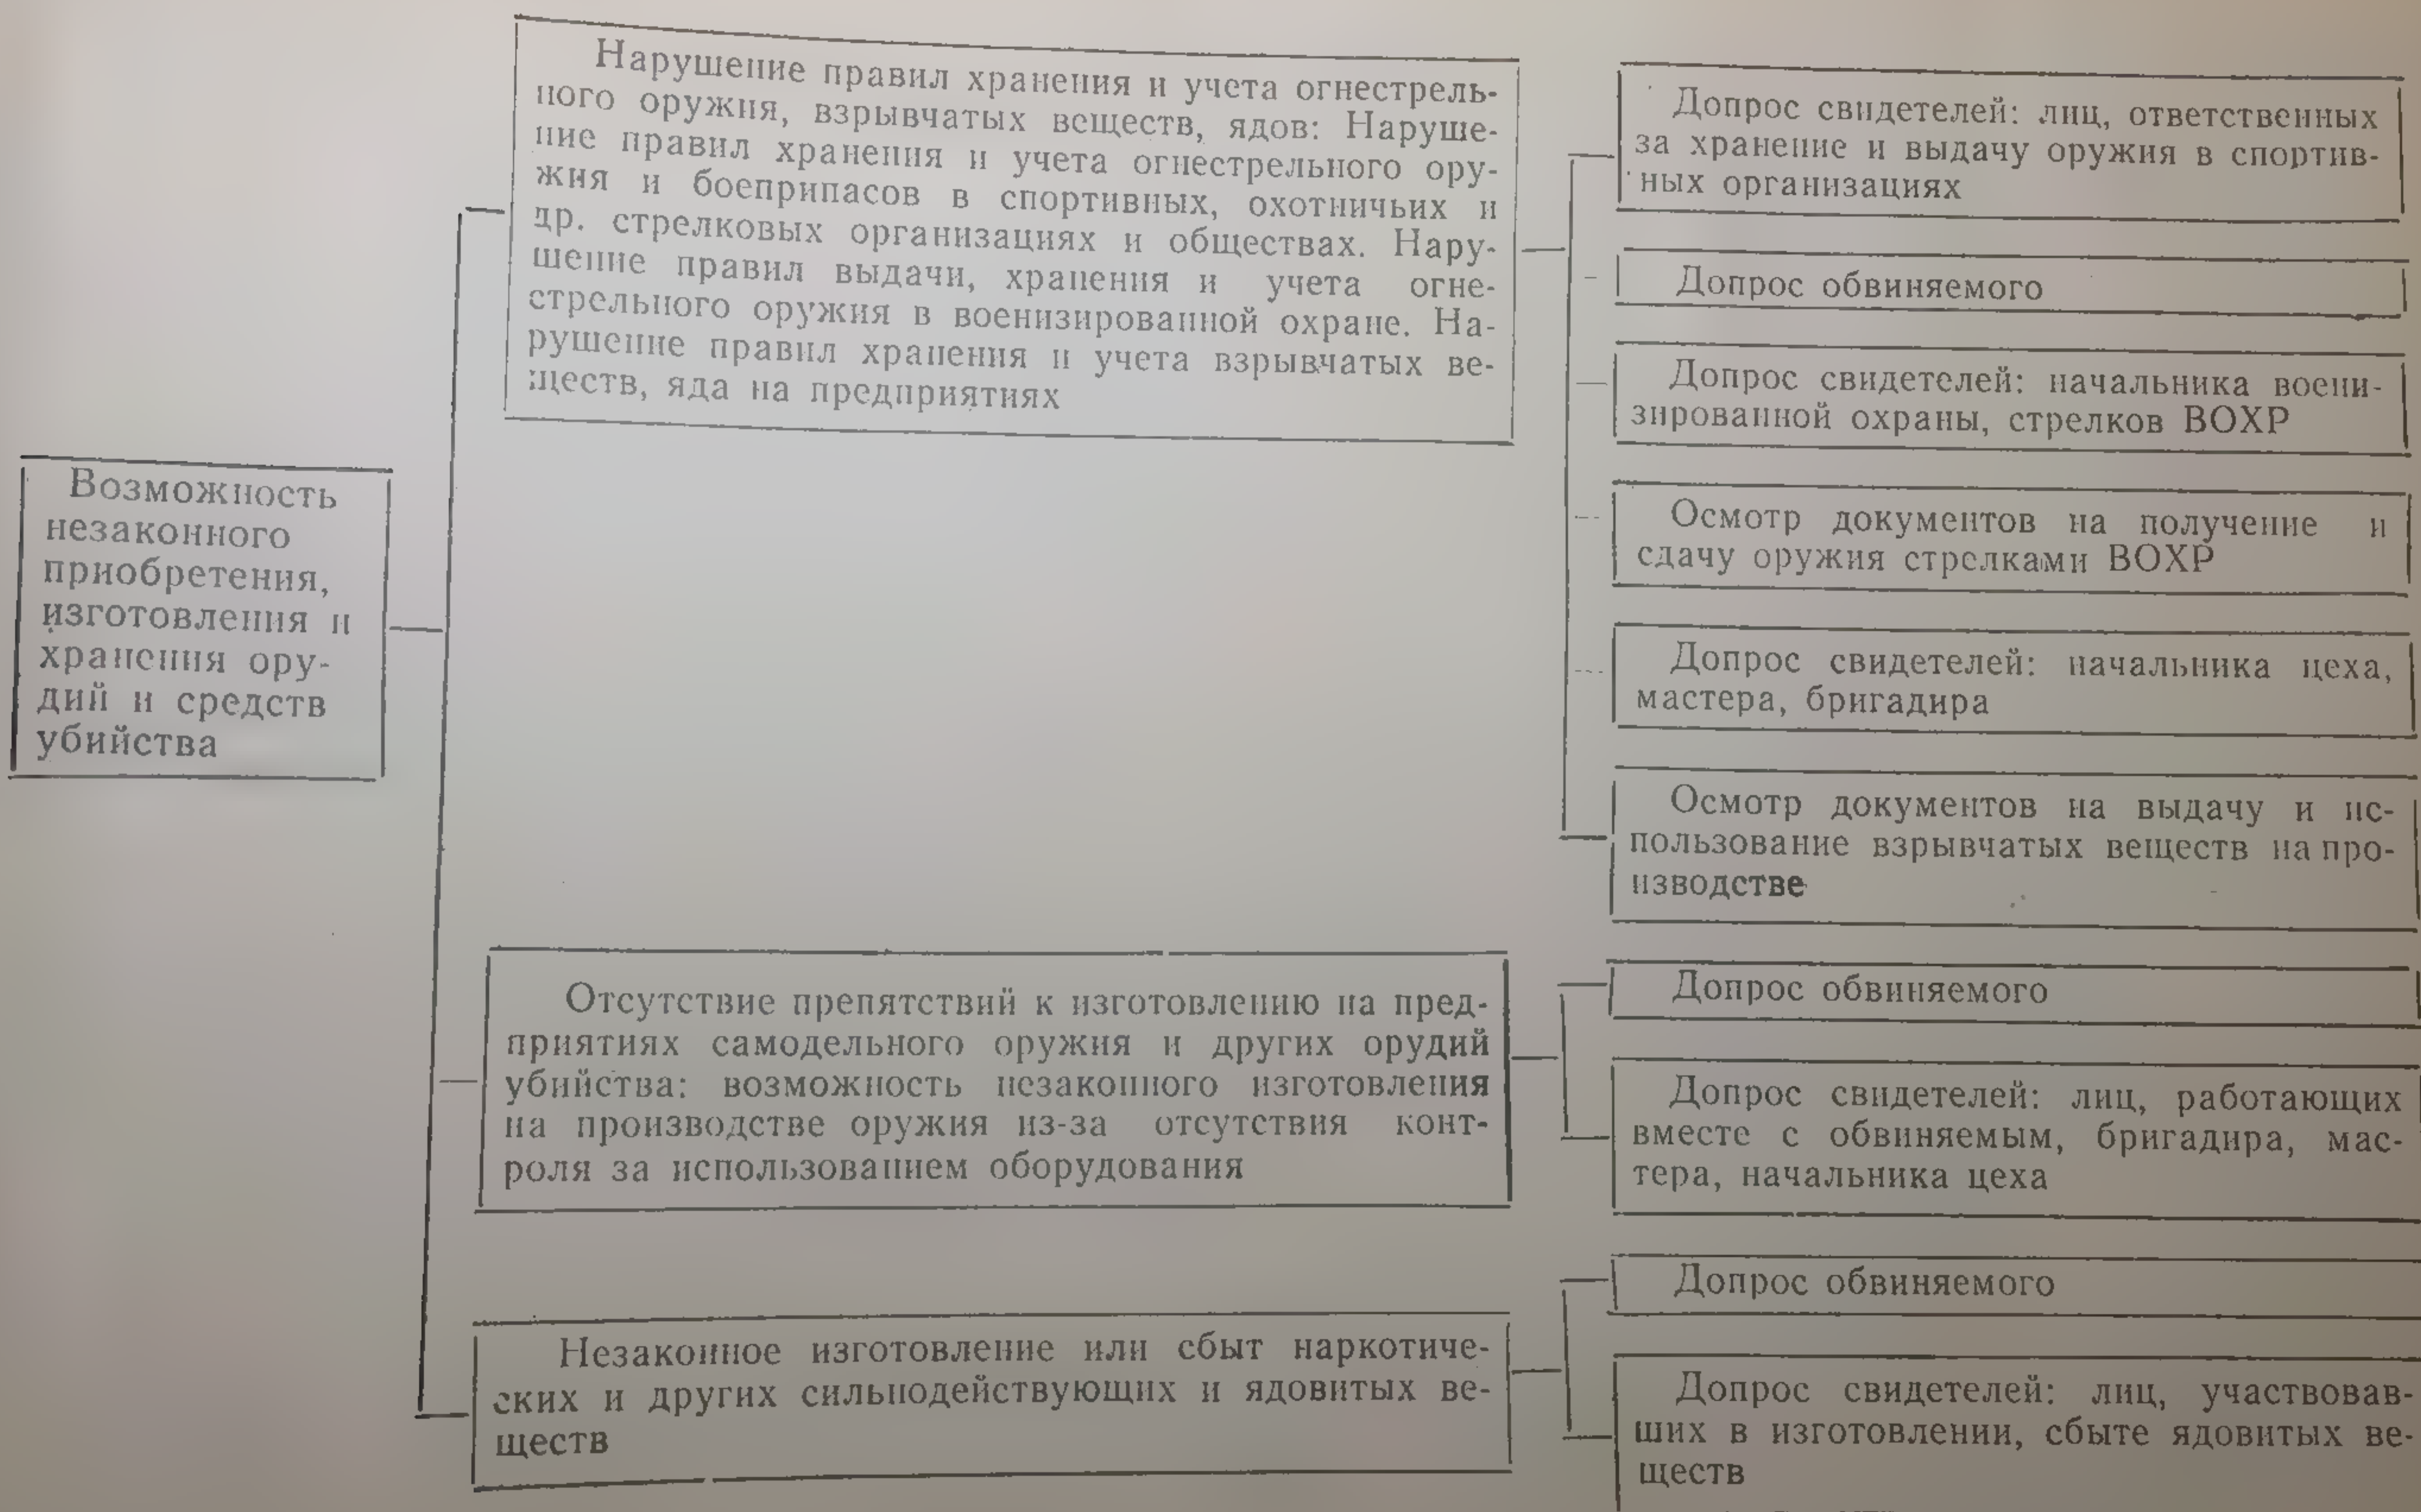 Возможность
незаконного
приобретения,
изготовления и
хранения ору-
дий и средств
убийства
Нарушение правил хранения и учета огнестрель-
ного оружия, взрывчатых веществ, ядов: Наруше-
ние правил хранения и учета огнестрельного ору-
жия и боеприпасов в спортивных, охотничьих и
др. стрелковых организациях и обществах. Нару-
шение правил выдачи, хранения и учета огне-
стрельного оружия в военизированной охране. На-
рушение правил хранения и учета взрывчатых ве-
ществ, яда на предприятиях
Допрос свидетелей: лиц, ответственных
за хранение и выдачу оружия в спортив-
ных организациях
Допрос обвиняемого
Допрос свидетелей: начальника воени-
зированной охраны, стрелков ВОХР
Осмотр документов на получение и
сдачу оружия стрелками ВОХР
Допрос свидетелей: начальника цеха,
мастера, бригадира
Осмотр документов на выдачу и ис-
пользование взрывчатых веществ на про-
изводстве
Отсутствие препятствий к изготовлению на пред-
приятиях самодельного оружия и других орудий
убийства: возможность незаконного изготовления
на производстве оружия из-за отсутствия конт-
роля за использованием оборудования
Допрос обвиняемого
Допрос свидетелей: лиц, работающих
вместе с обвиняемым, бригадира, мас-
тера, начальника цеха
Незаконное изготовление или сбыт наркотиче-
ских и других сильнодействующих и ядовитых ве-
ществ
Допрос обвиняемого
Допрос свидетелей: лиц, участвовав-
ших в изготовлении, сбыте ядовитых ве-
ществ